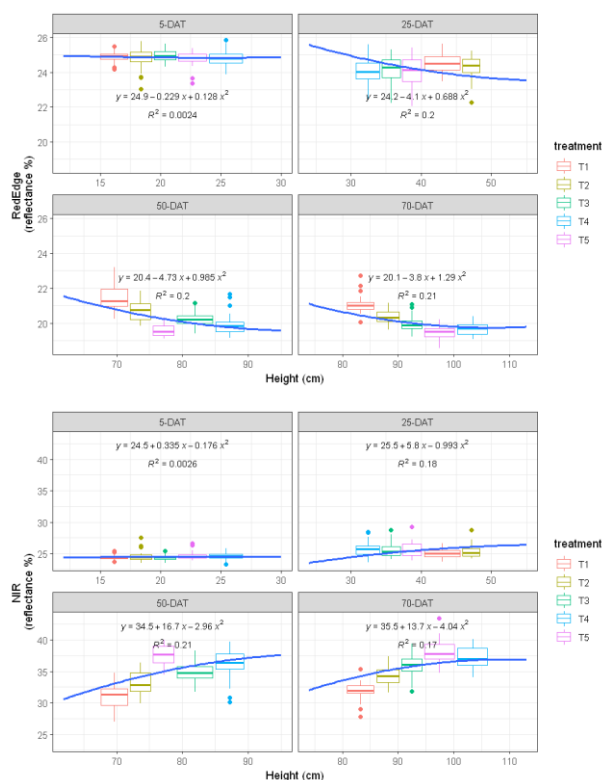 5-DAT 25-DAT
26
24
22
20
y = 24.9 − 0.229 x + 0.128 x²
R² = 0.0024
y = 24.2 − 4.1 x + 0.688 x²
R² = 0.2
15 20 25 30 30 40 50
RedEdge
(reflectance %)
treatment
T1
T2
T3
T4
T5
50-DAT 70-DAT
26
24
22
20
y = 20.4 − 4.73 x + 0.985 x²
R² = 0.2
y = 20.1 − 3.8 x + 1.29 x²
R² = 0.21
70 80 90 80 90 100 110
Height (cm)
5-DAT 25-DAT
40
35
30
25
y = 24.5 + 0.335 x − 0.176 x²
R² = 0.0026
y = 25.5 + 5.8 x − 0.993 x²
R² = 0.18
15 20 25 30 30 40 50
NIR
(reflectance %)
treatment
T1
T2
T3
T4
T5
50-DAT 70-DAT
40
35
30
25
y = 34.5 + 16.7 x − 2.96 x²
R² = 0.21
y = 35.5 + 13.7 x − 4.04 x²
R² = 0.17
70 80 90 80 90 100 110
Height (cm)